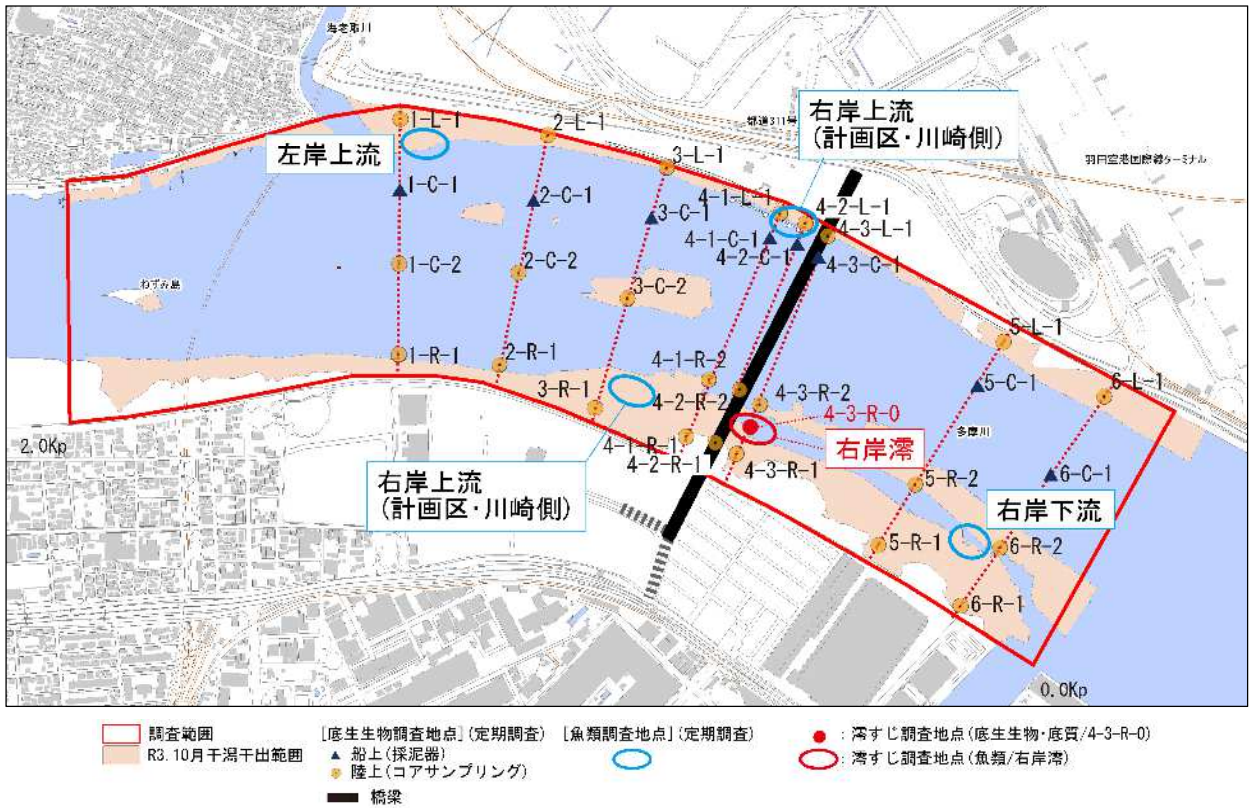 海老取川
都道311号
羽田空港国際線ターミナル
右岸上流
(計画区・川崎側)
左岸上流
1-L-1
2-L-1
3-L-1
4-1-L-1
4-2-L-1
4-3-L-1
1-C-1
2-C-1
3-C-1
4-1-C-1
4-2-C-1
4-3-C-1
1-C-2
2-C-2
3-C-2
ねずみ島
1-R-1
2-R-1
3-R-1
4-1-R-2
4-2-R-2
4-3-R-2
4-3-R-0
右岸澪
4-1-R-1
4-2-R-1
4-3-R-1
5-L-1
5-C-1
6-L-1
多摩川
6-C-1
5-R-2
右岸下流
5-R-1
6-R-2
6-R-1
2.0Kp
右岸上流
(計画区・川崎側)
0.0Kp
調査範囲
R3.10月干潟干出範囲
[底生生物調査地点](定期調査)
船上(採泥器)
陸上(コアサンプリング)
橋梁
[魚類調査地点](定期調査)
：澪すじ調査地点(底生生物・底質/4-3-R-0)
：澪すじ調査地点(魚類/右岸澪)